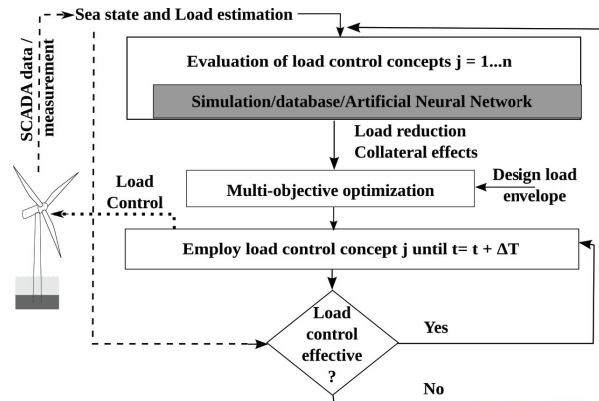 Sea state and Load estimation
SCADA data /
measurement
Evaluation of load control concepts j = 1...n
Simulation/database/Artificial Neural Network
Load reduction
Collateral effects
Multi-objective optimization
Design load
envelope
Load
Control
Employ load control concept j until t= t + ΔT
Load
control
effective
?
Yes
No